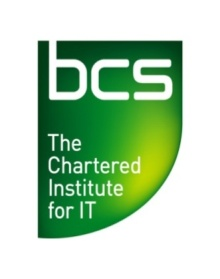 bcs
The
Chartered
Institute
for IT